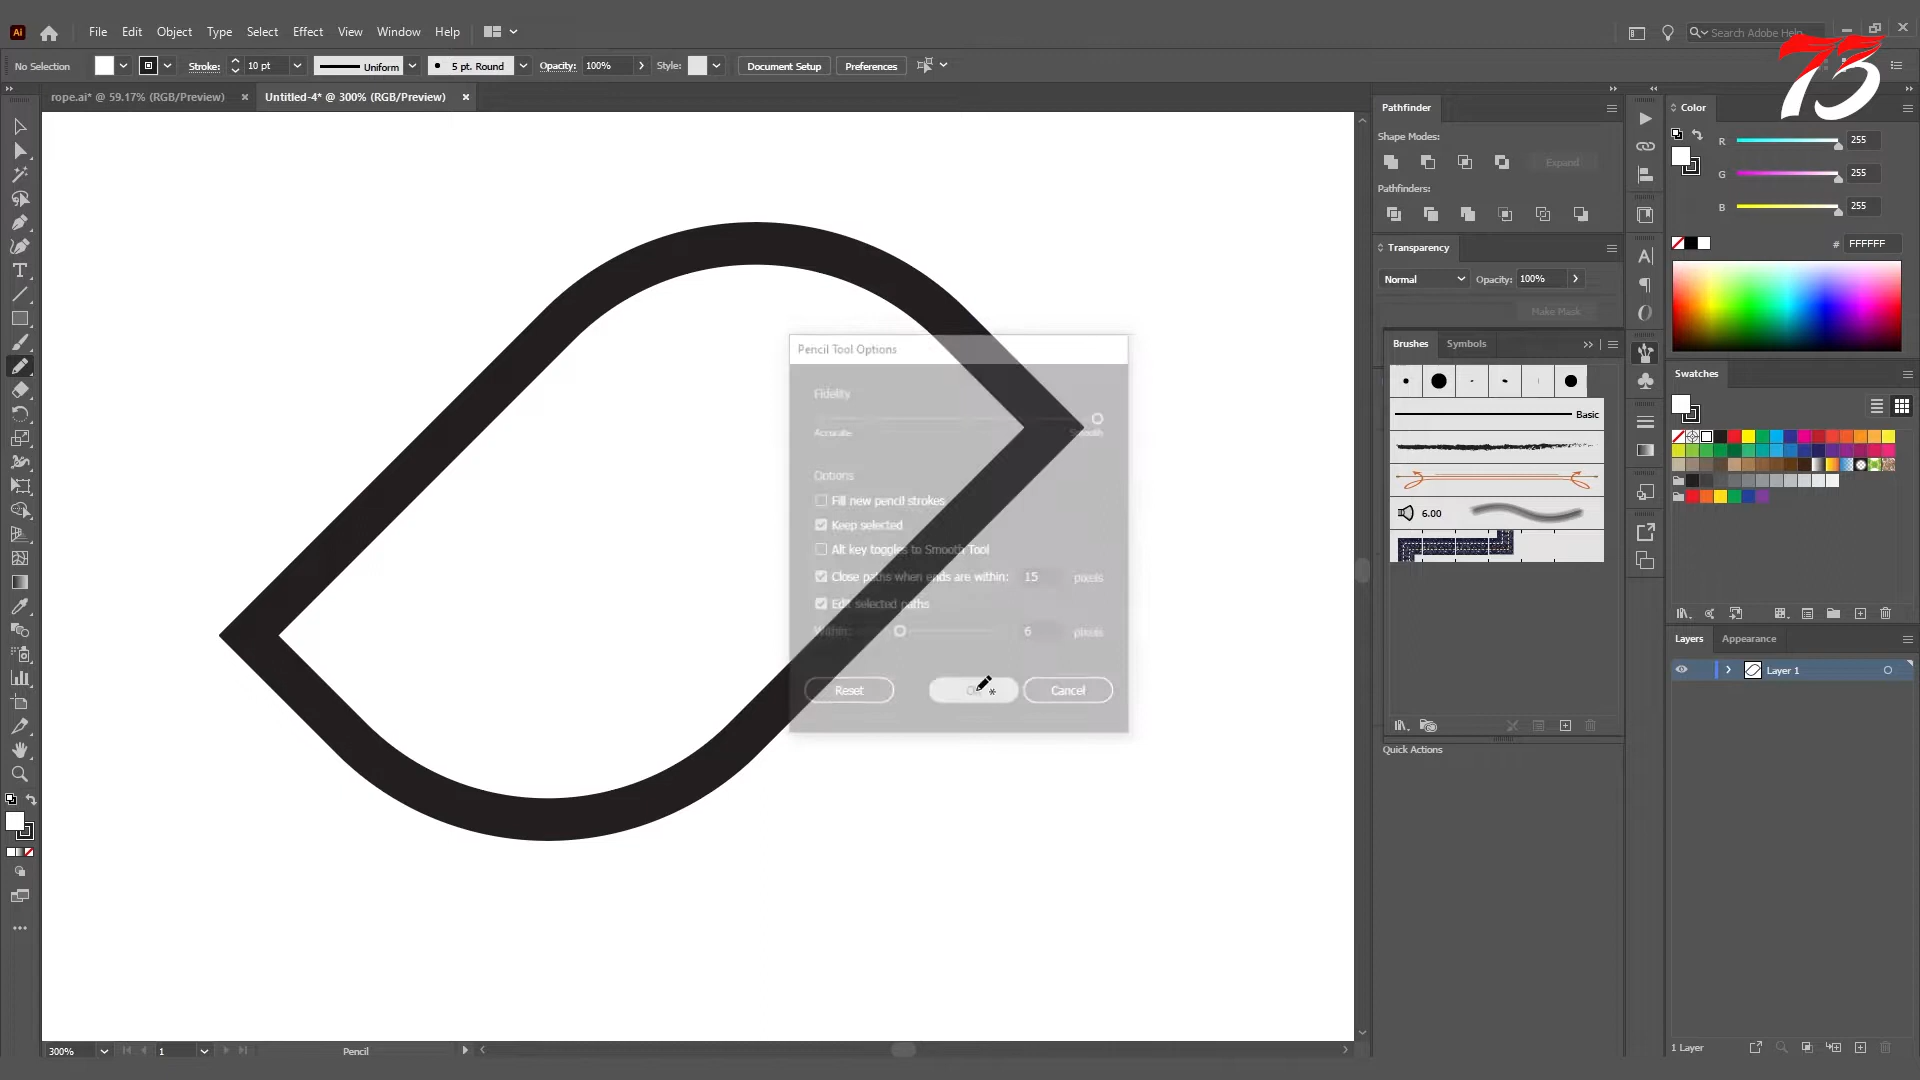 Ai
File Edit Object Type Select Effect View Window Help
Search Adobe Help
73
No Selection
Stroke: 10 pt
Uniform
5 pt. Round
Opacity: 100%
Style:
Document Setup
Preferences
rope.ai* @ 59.17% (RGB/Preview)
Untitled-4* @ 300% (RGB/Preview)
Pencil Tool Options
Fidelity
Accurate
Smooth
Options
Fill new pencil strokes
Keep selected
Alt key toggles to Smooth Tool
Close paths when ends are within: 15 pixels
Edit selected paths
Within: 6 pixels
Reset
Cancel
Pathfinder
Shape Modes:
Expand
Pathfinders:
Transparency
Normal
Opacity: 100%
Make Mask
Brushes
Symbols
Basic
6.00
Quick Actions
Color
R 255
G 255
B 255
# FFFFFF
Swatches
Layers
Appearance
Layer 1
1 Layer
300%
1
Pencil